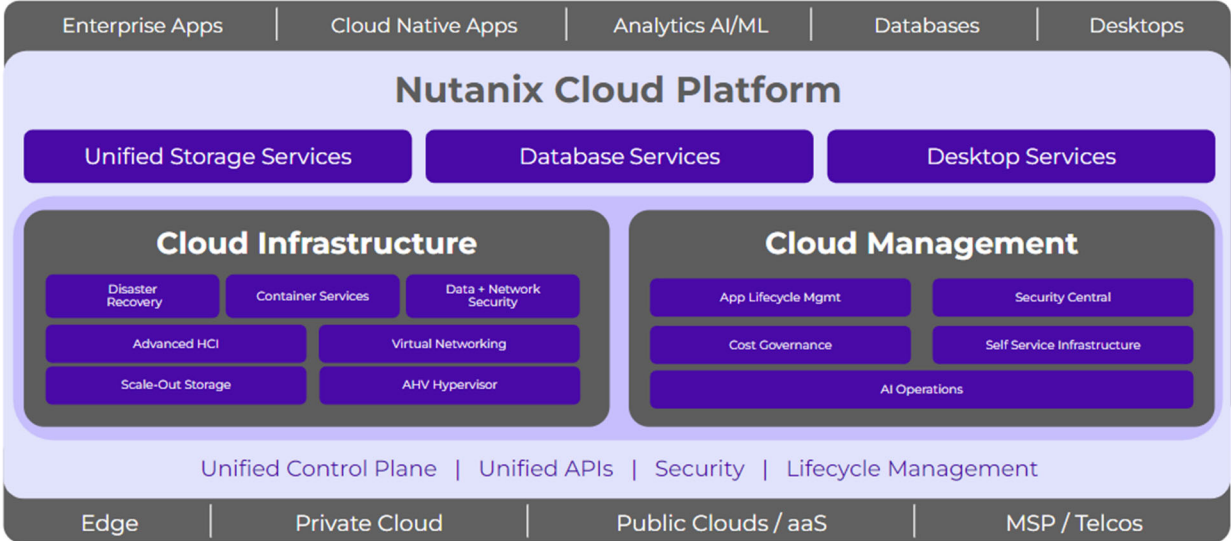 Enterprise Apps | Cloud Native Apps | Analytics AI/ML | Databases | Desktops
Nutanix Cloud Platform
Unified Storage Services
Database Services
Desktop Services
Cloud Infrastructure
Disaster
Recovery
Container Services
Data + Network
Security
Advanced HCI
Virtual Networking
Scale-Out Storage
AHV Hypervisor
Cloud Management
App Lifecycle Mgmt
Security Central
Cost Governance
Self Service Infrastructure
AI Operations
Unified Control Plane | Unified APIs | Security | Lifecycle Management
Edge | Private Cloud | Public Clouds / aaS | MSP / Telcos